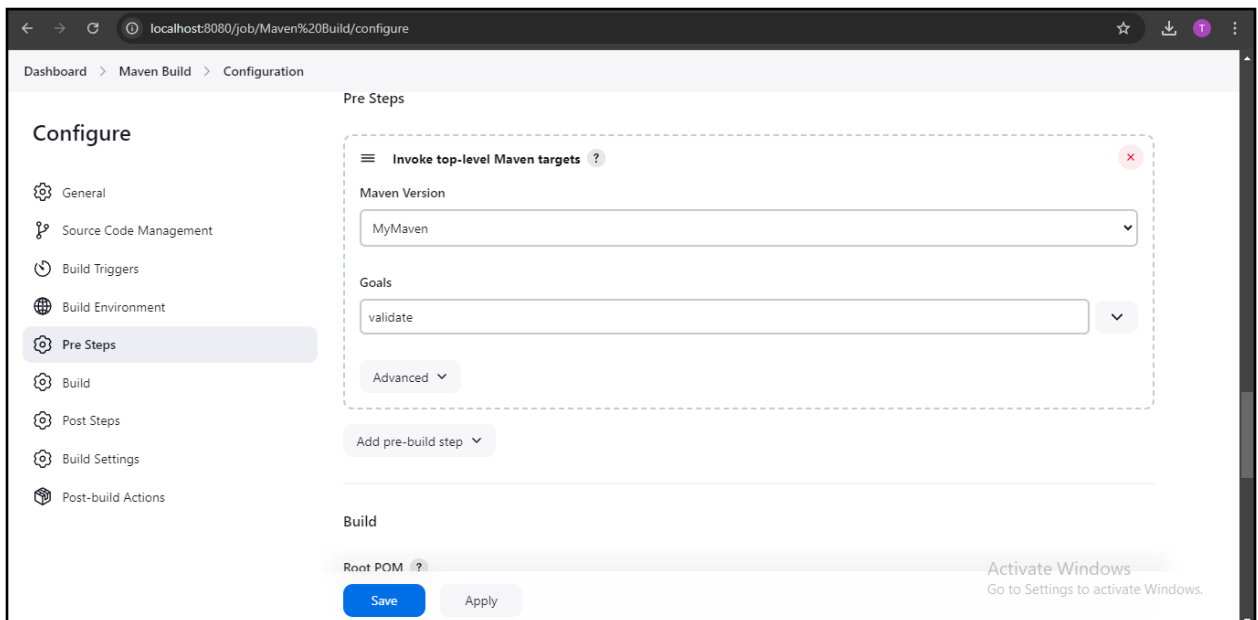 localhost:8080/job/Maven%20Build/configure
T
Dashboard > Maven Build > Configuration
Configure
General
Source Code Management
Build Triggers
Build Environment
Pre Steps
Build
Post Steps
Build Settings
Post-build Actions
Pre Steps
Invoke top-level Maven targets ?
Maven Version
MyMaven
Goals
validate
Advanced
Add pre-build step
Build
Root POM ?
Save Apply
Activate Windows
Go to Settings to activate Windows.